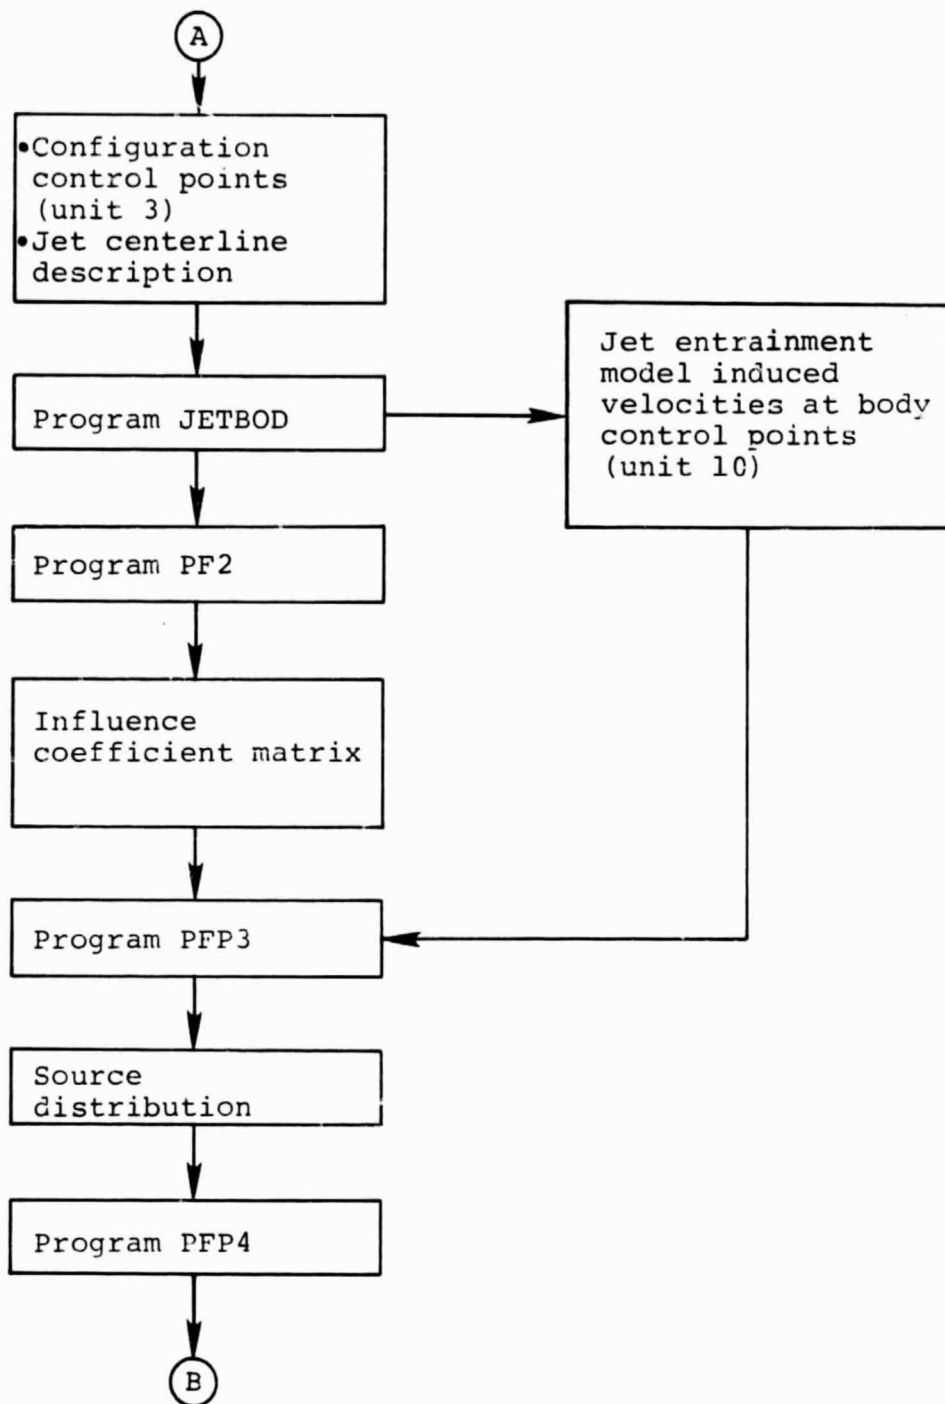 A
•Configuration
control points
(unit 3)
•Jet centerline
description
Program JETBOD
Jet entrainment
model induced
velocities at body
control points
(unit 10)
Program PF2
Influence
coefficient matrix
Program PFP3
Source
distribution
Program PFP4
B